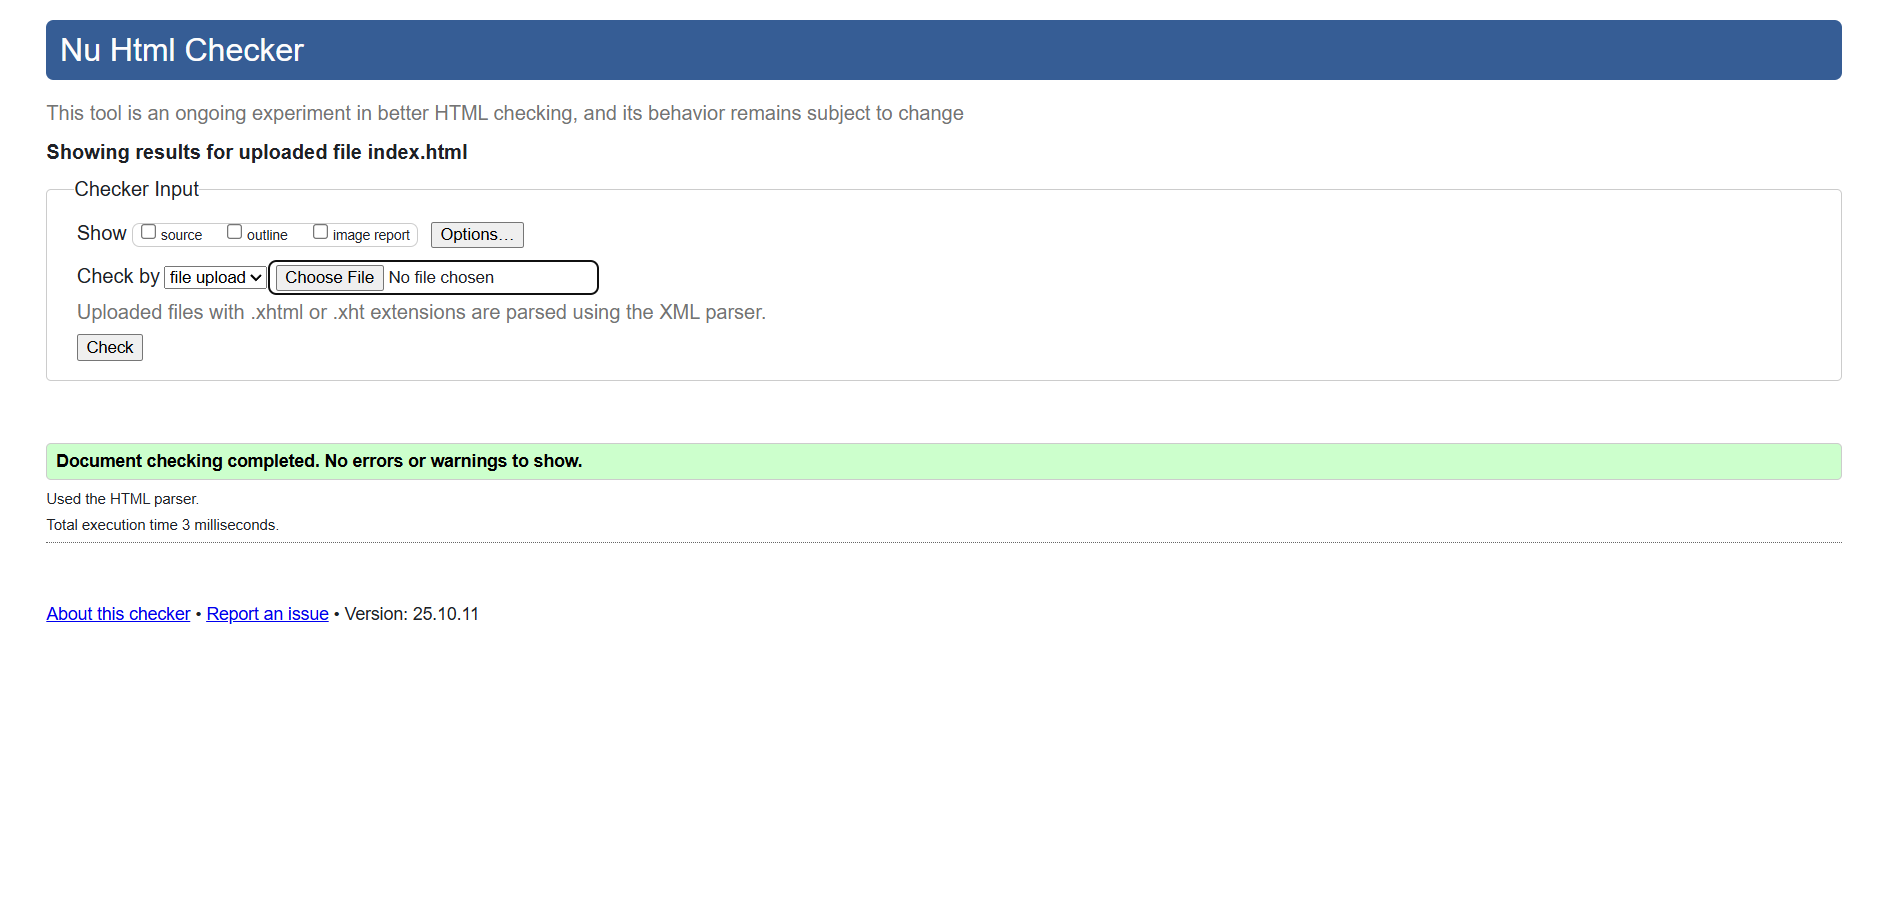 Nu Html Checker
This tool is an ongoing experiment in better HTML checking, and its behavior remains subject to change
Showing results for uploaded file index.html
Checker Input
Show source outline image report Options...
Check by file upload Choose File No file chosen
Uploaded files with .xhtml or .xht extensions are parsed using the XML parser.
Check
Document checking completed. No errors or warnings to show.
Used the HTML parser.
Total execution time 3 milliseconds.
About this checker • Report an issue • Version: 25.10.11